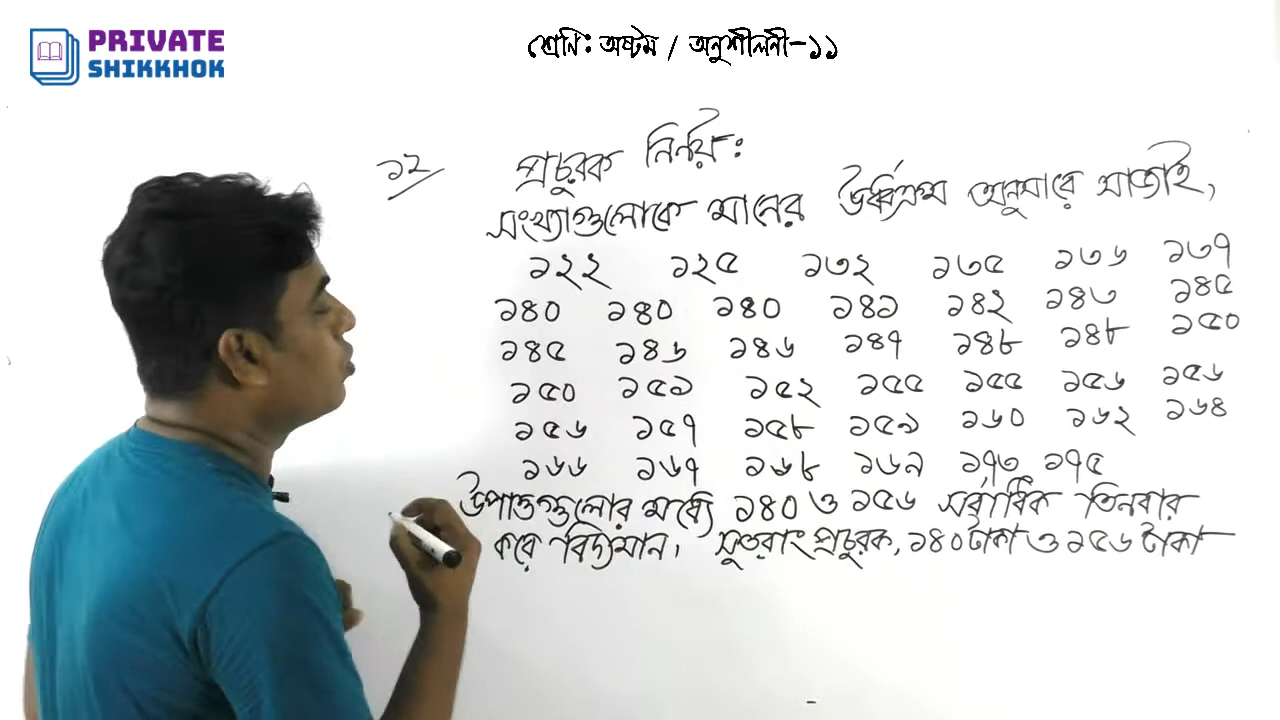 PRIVATE
SHIKKHOK
শ্রেণি: অষ্টম / অনুশীলনী-১১
১২ প্রচুরক নির্ণয়:
সংখ্যাগুলোকে মানের উর্ধ্বক্রম অনুসারে সাজাই,
১২২ ১২৫ ১৩২ ১৩৫ ১৩৬ ১৩৭
১৪০ ১৪০ ১৪০ ১৪১ ১৪২ ১৪৩ ১৪৫
১৪৫ ১৪৬ ১৪৬ ১৪৭ ১৪৮ ১৪৮ ১৫০
১৫০ ১৫১ ১৫২ ১৫৫ ১৫৫ ১৫৬ ১৫৬
১৫৬ ১৫৭ ১৫৮ ১৫৯ ১৬০ ১৬২ ১৬৪
১৬৬ ১৬৭ ১৬৮ ১৬৯ ১৭৩ ১৭৫
উপাত্তগুলোর মধ্যে ১৪০ ও ১৫৬ সর্বাধিক তিনবার
করে বিদ্যমান। সুতরাং প্রচুরক, ১৪০ টাকা ও ১৫৬ টাকা